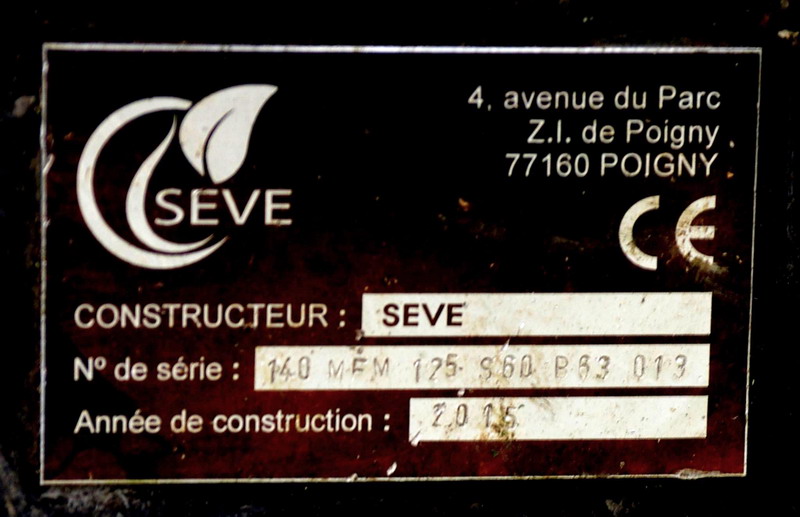 SEVE
4, avenue du Parc
Z.I. de Poigny
77160 POIGNY
CE
CONSTRUCTEUR : SEVE
Nº de série : 140 MFM 125 S60 P63 013
Année de construction : 2015